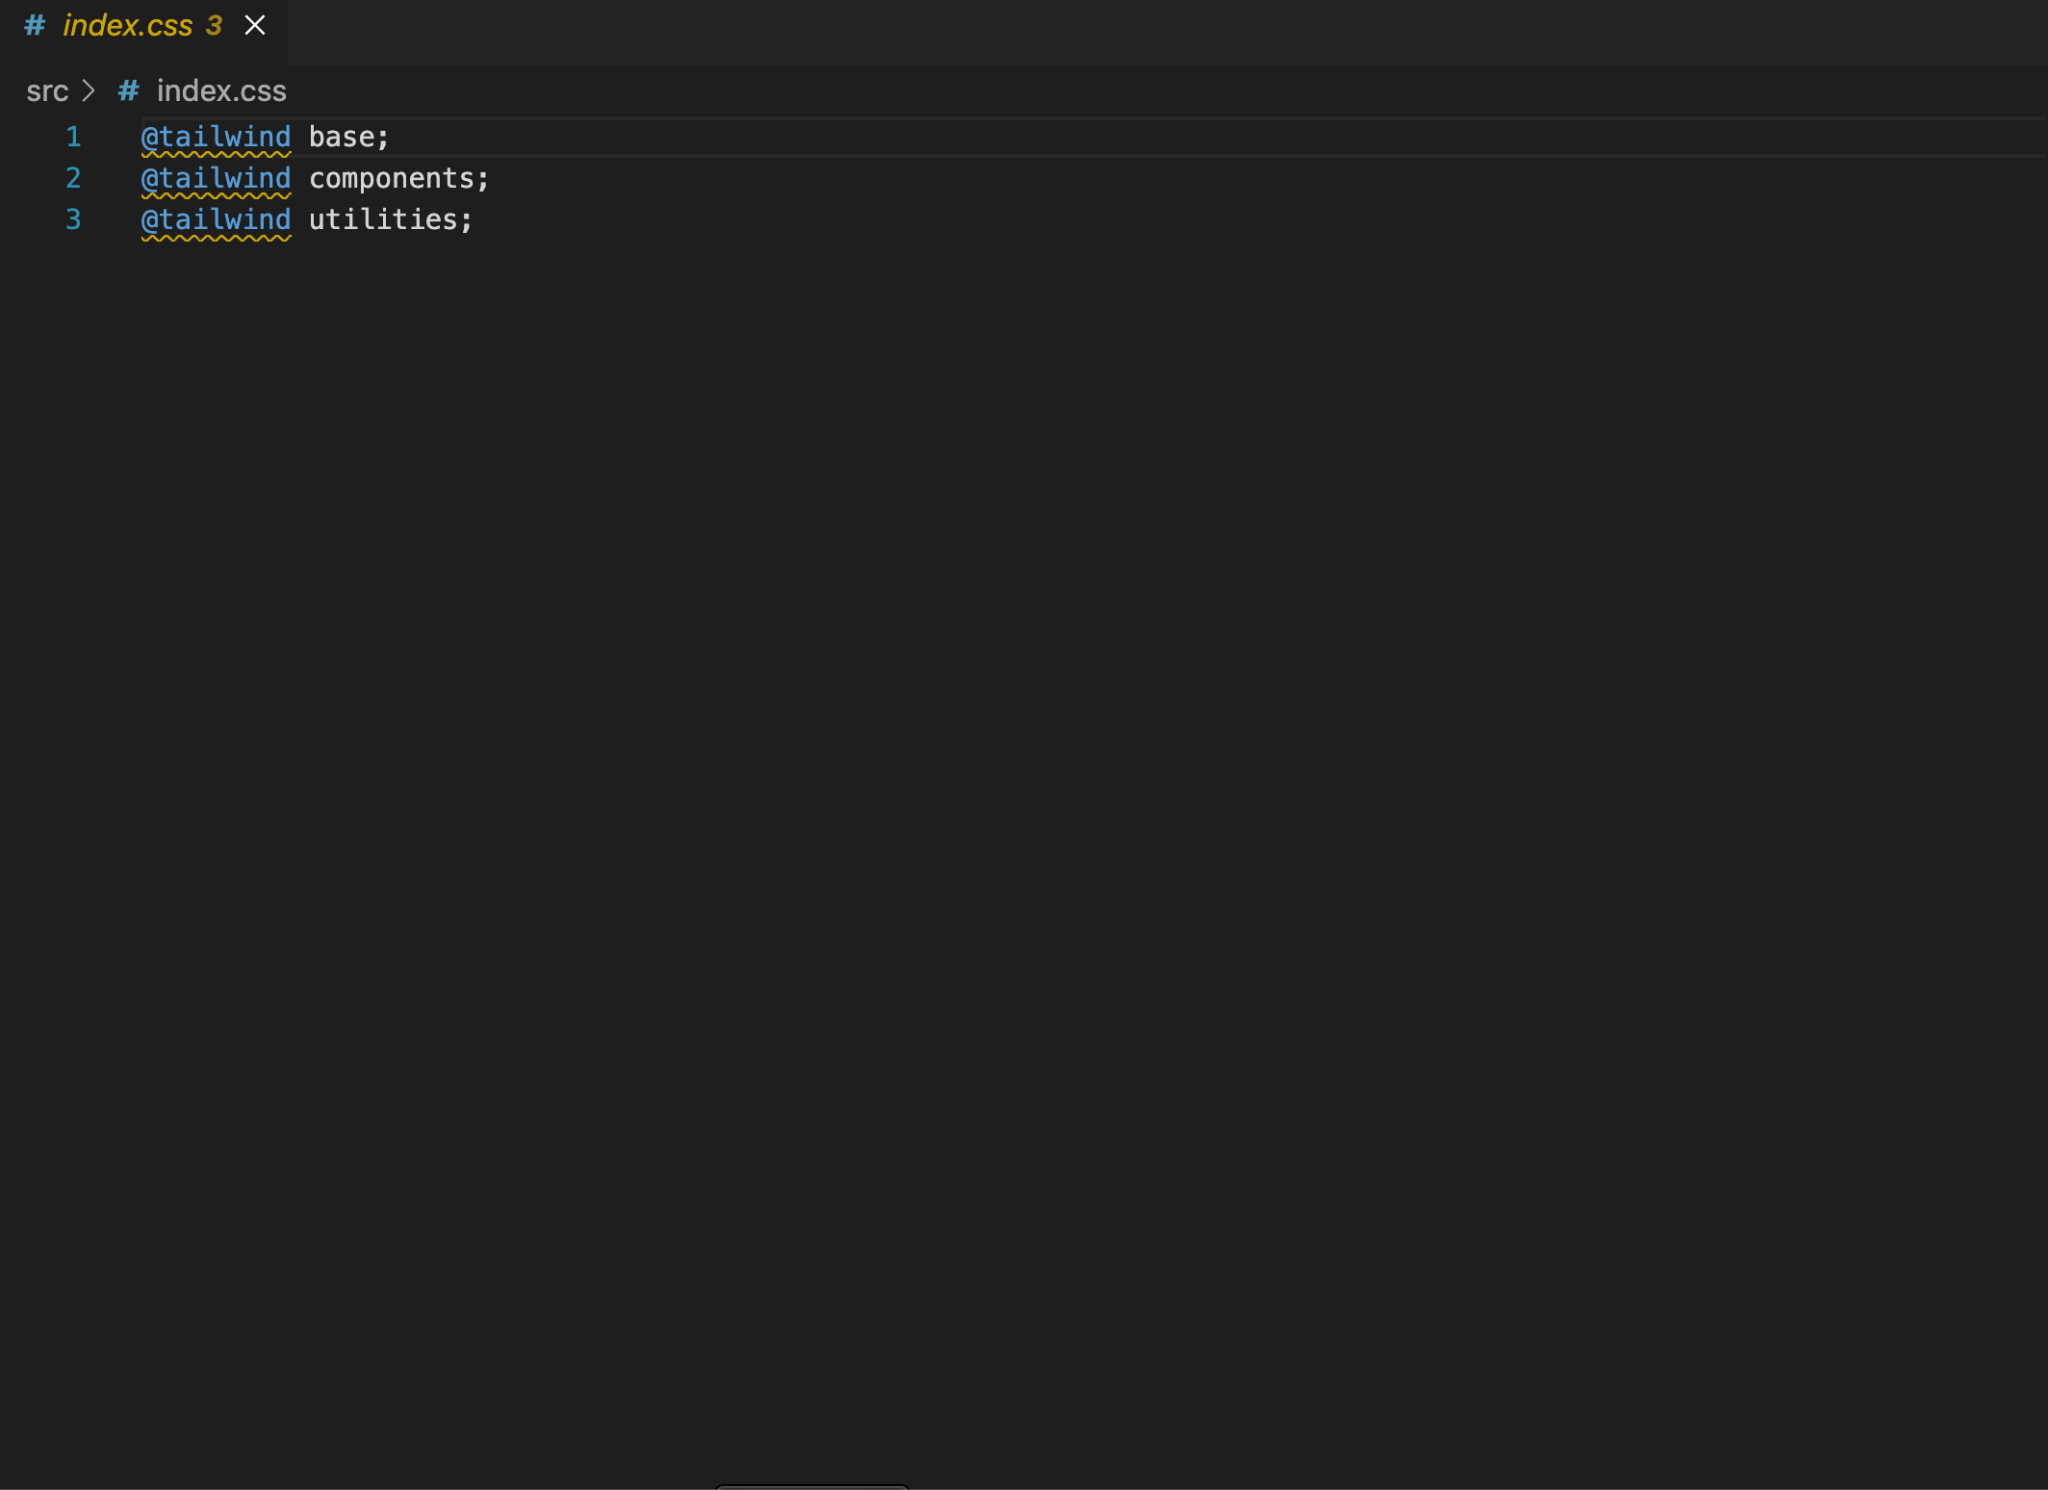 # index.css 3
src > # index.css
1 @tailwind base;
2 @tailwind components;
3 @tailwind utilities;